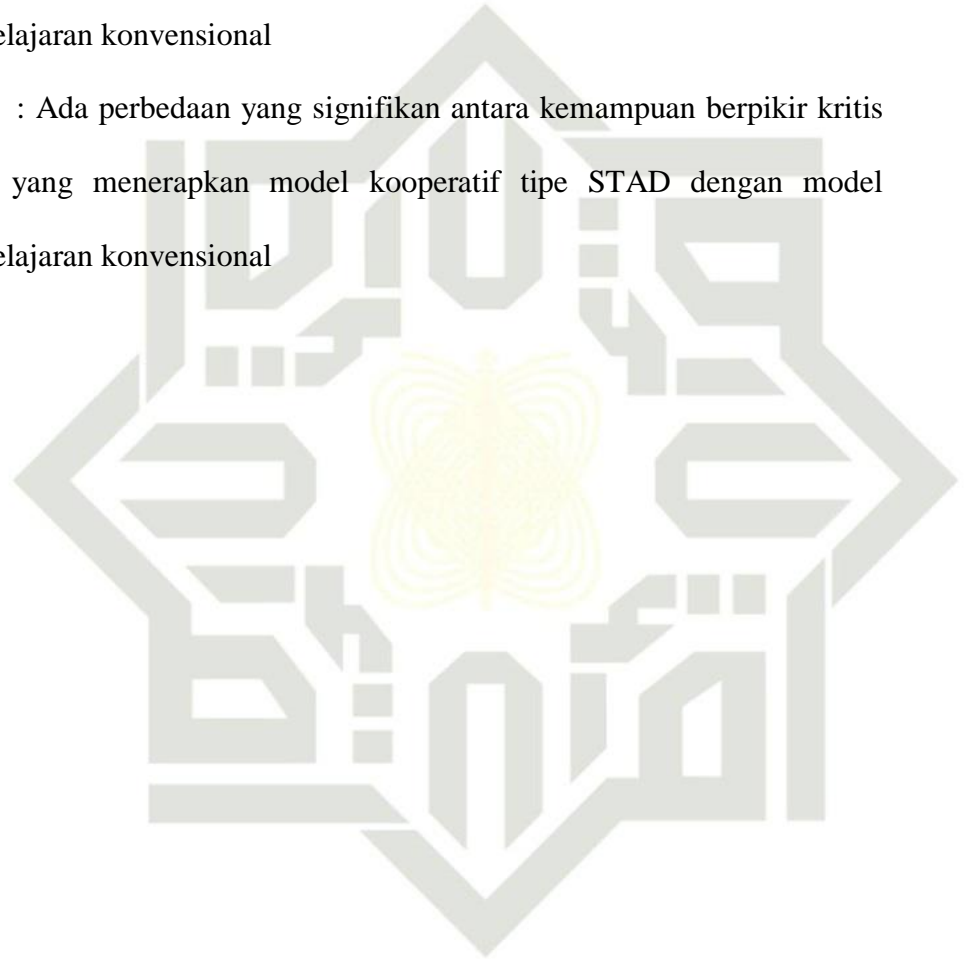 elajaran konvensional
: Ada perbedaan yang signifikan antara kemampuan berpikir kritis
yang menerapkan model kooperatif tipe STAD dengan model
elajaran konvensional